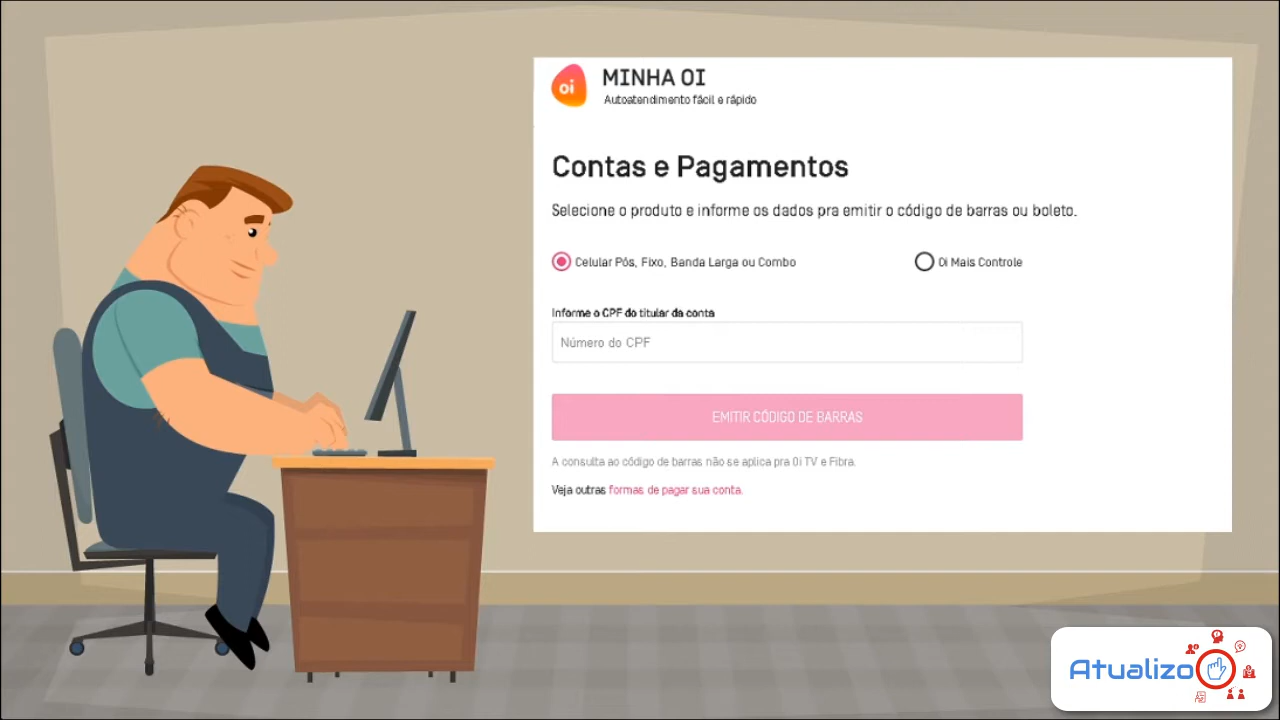 oi
MINHA OI
Autoatendimento fácil e rápido
Contas e Pagamentos
Selecione o produto e informe os dados pra emitir o código de barras ou boleto.
Celular Pós, Fixo, Banda Larga ou Combo
Oi Mais Controle
Informe o CPF do titular da conta
Número do CPF
EMITIR CÓDIGO DE BARRAS
A consulta ao código de barras não se aplica pra Oi TV e Fibra.
Veja outras formas de pagar sua conta.
Atualizo